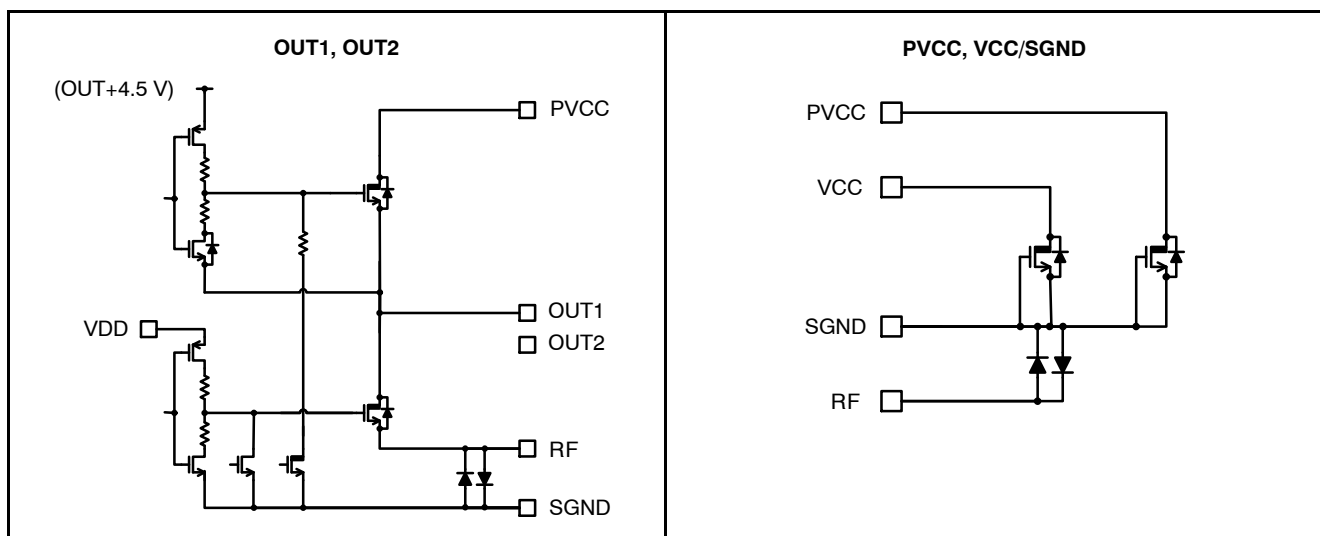 OUT1, OUT2
(OUT+4.5 V)
PVCC
OUT1
VDD
OUT2
RF
SGND
PVCC, VCC/SGND
PVCC
VCC
SGND
RF